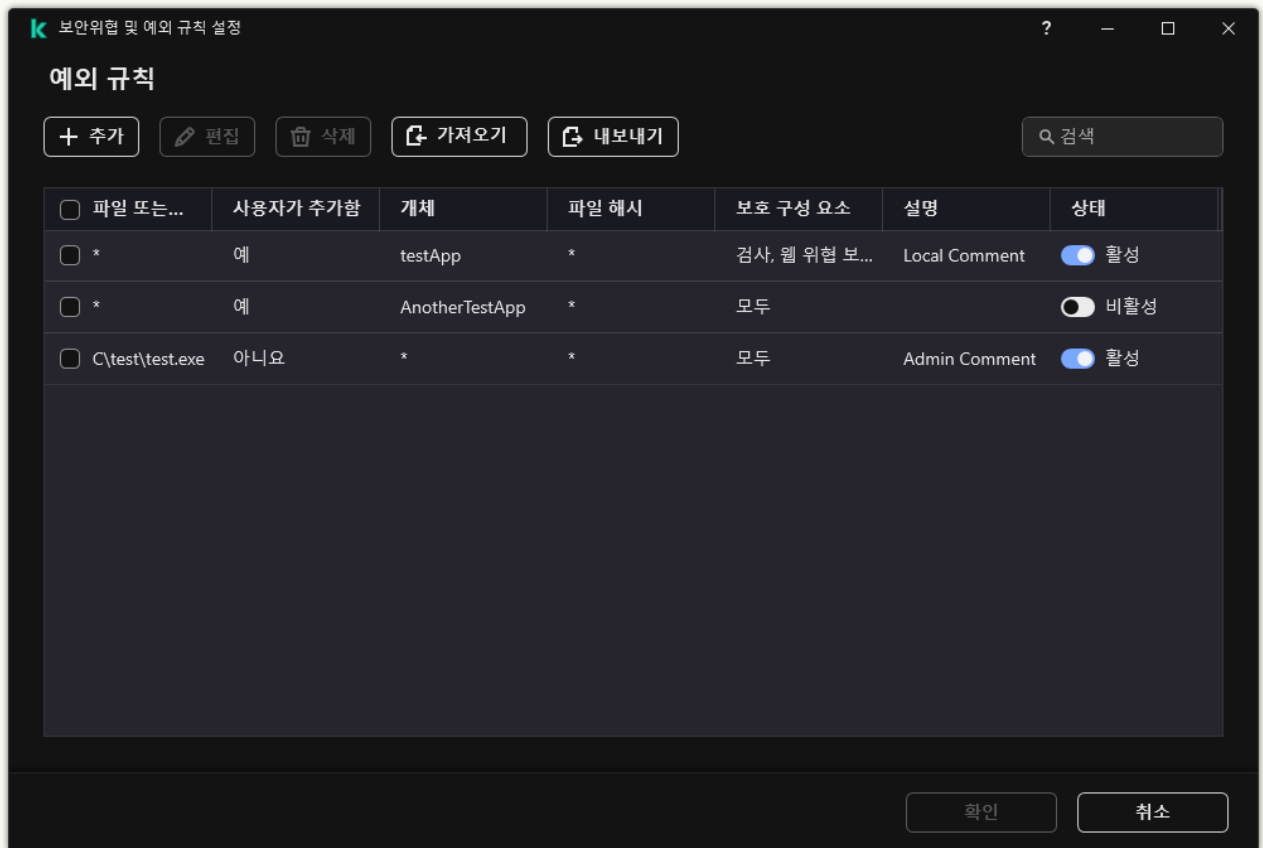 보안위협 및 예외 규칙 설정 ?
예외 규칙
추가 편집 삭제 가져오기 내보내기 검색
파일 또는... 사용자가 추가함 개체 파일 해시 보호 구성 요소 설명 상태
* 예 testApp * 검사, 웹 위협 보... Local Comment 활성
* 예 AnotherTestApp * 모두 비활성
C\test\test.exe 아니요 * * 모두 Admin Comment 활성
확인 취소